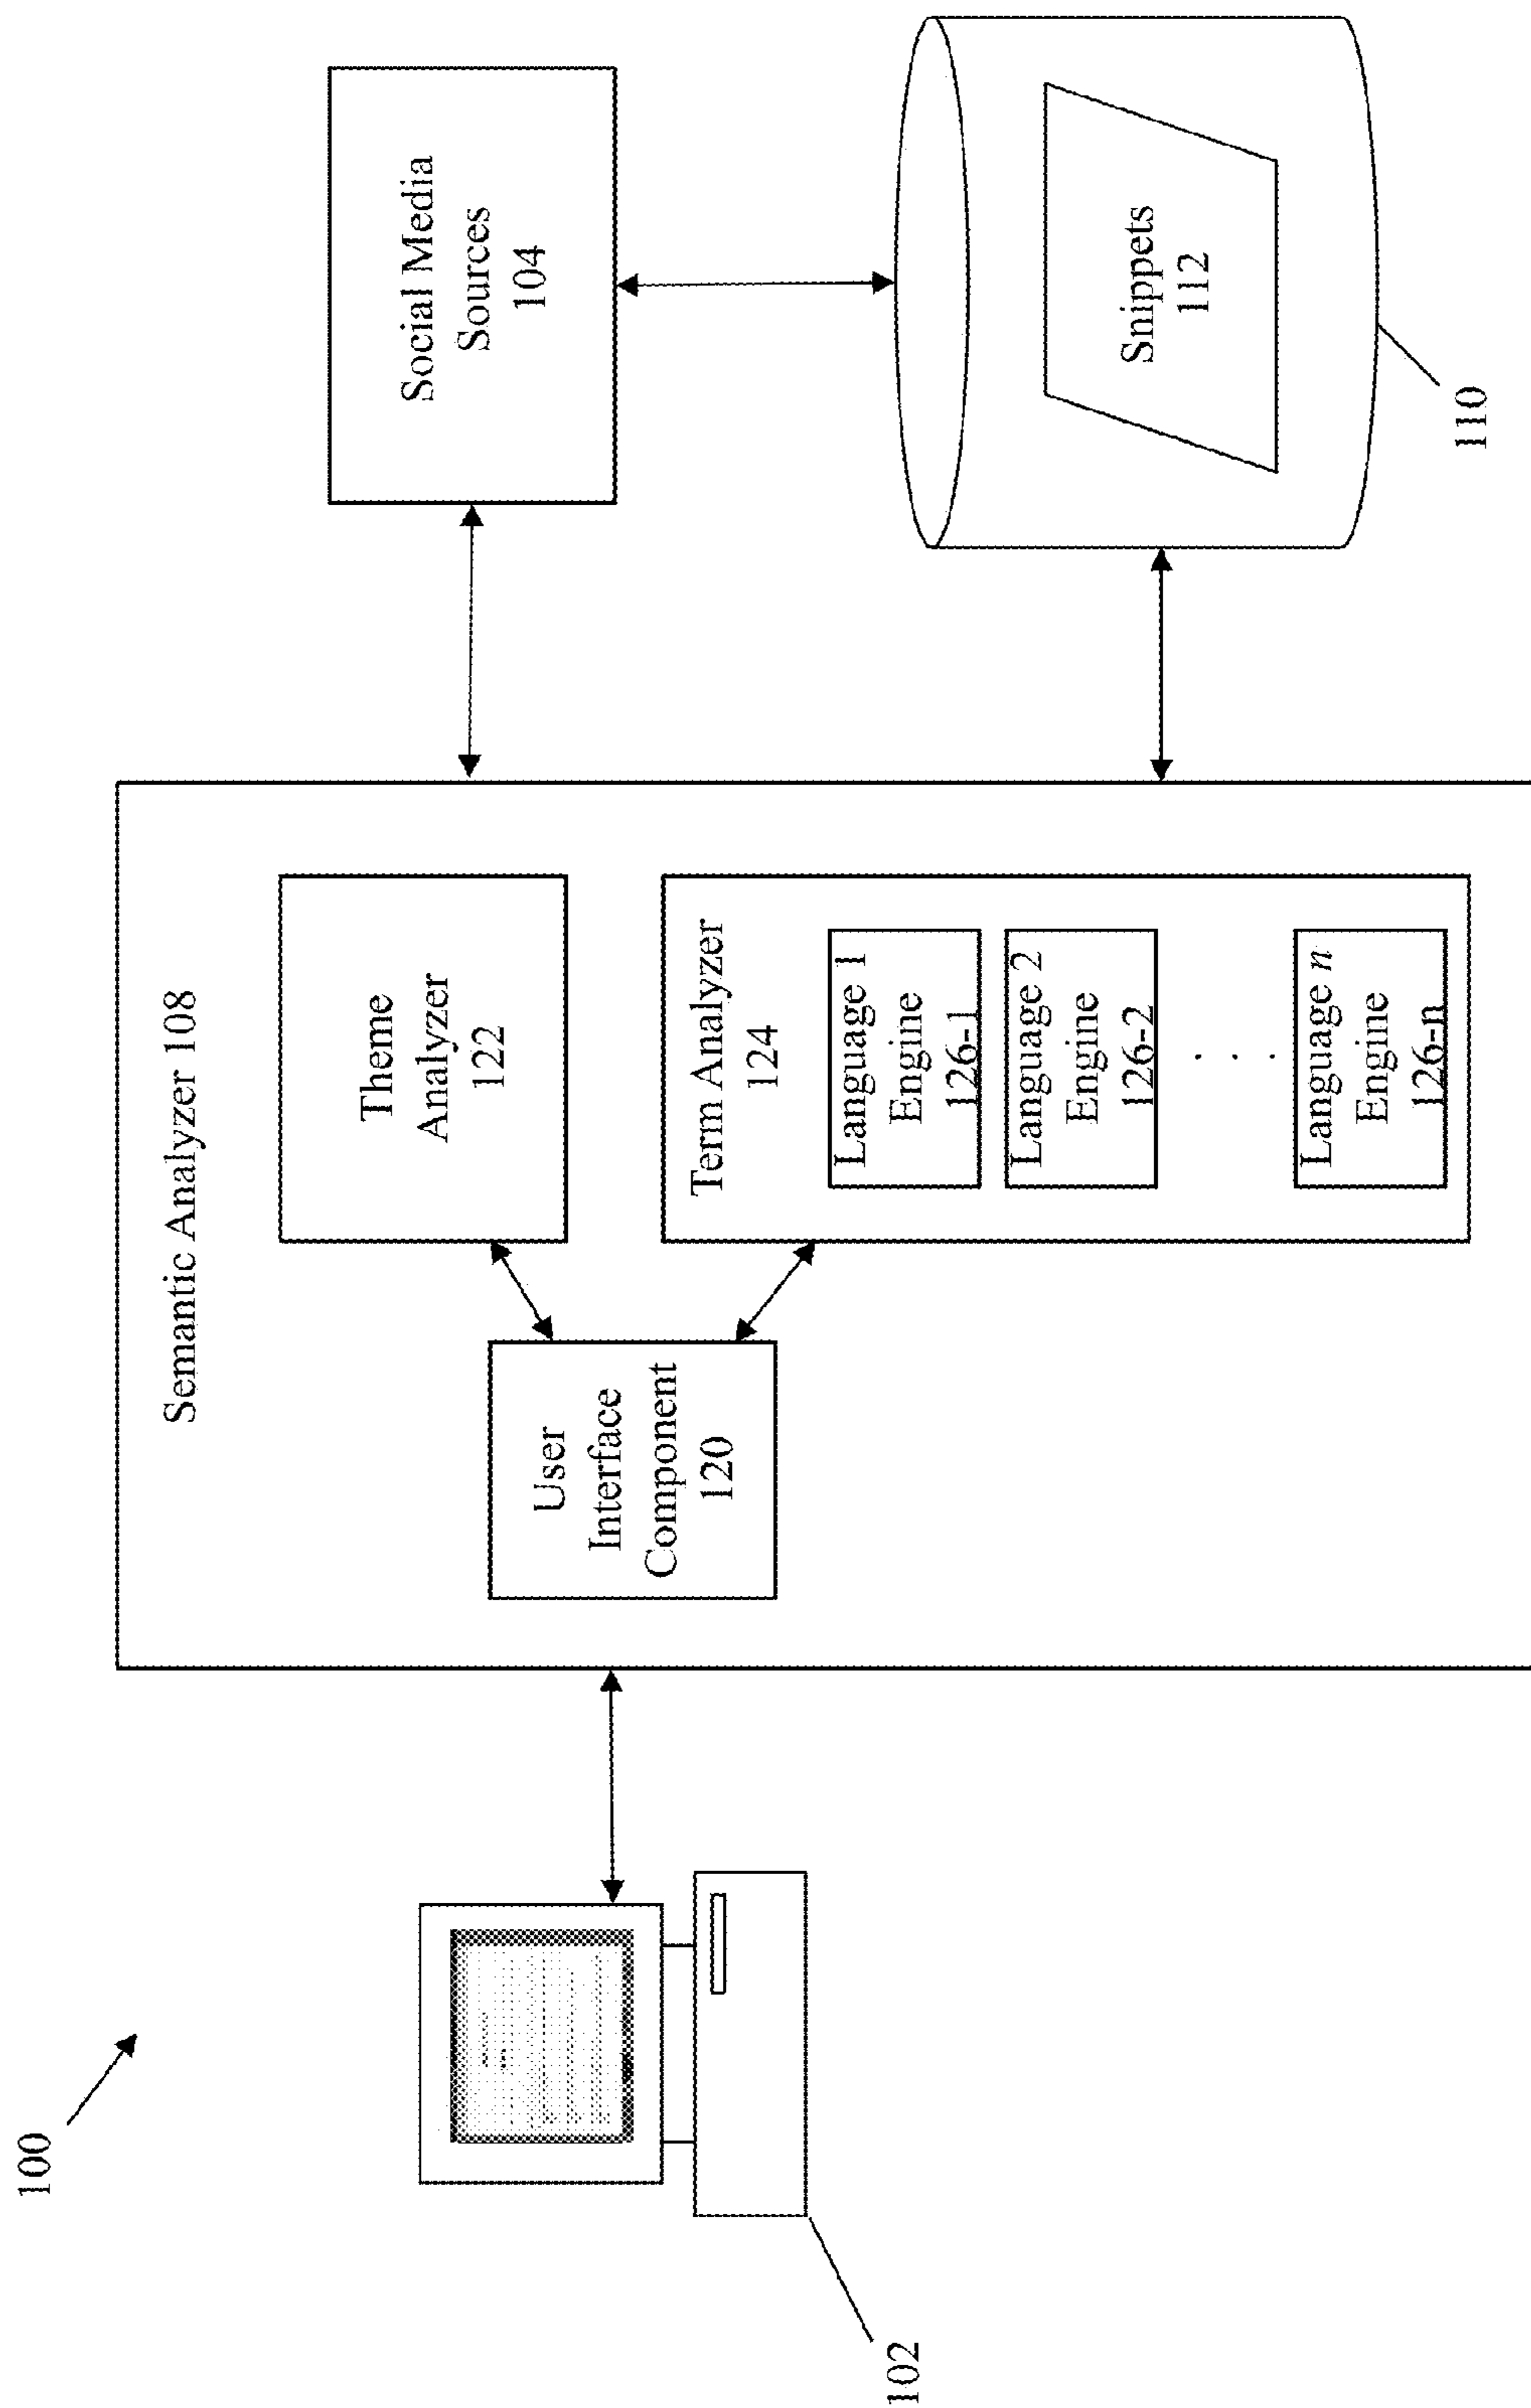 100
102
Semantic Analyzer 108
User
Interface
Component
120
Theme
Analyzer
122
Term Analyzer
124
Language 1
Engine
126-1
Language 2
Engine
126-2
. . .
Language n
Engine
126-n
Social Media
Sources
104
Snippets
112
110